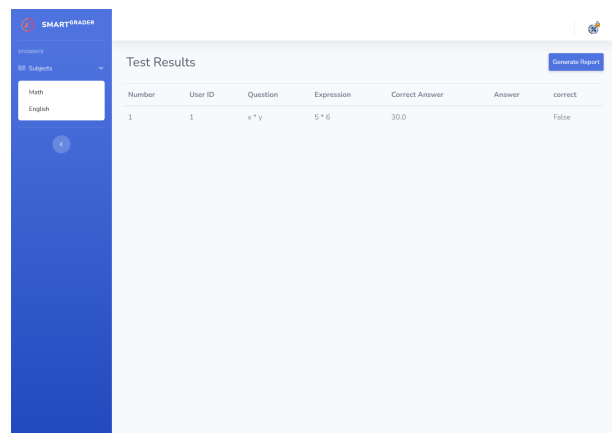 SMARTGRADER
STUDENTS
Subjects
Math
English
Test Results
Generate Report
Number User ID Question Expression Correct Answer Answer correct
1 1 x * y 5 * 6 30.0 False